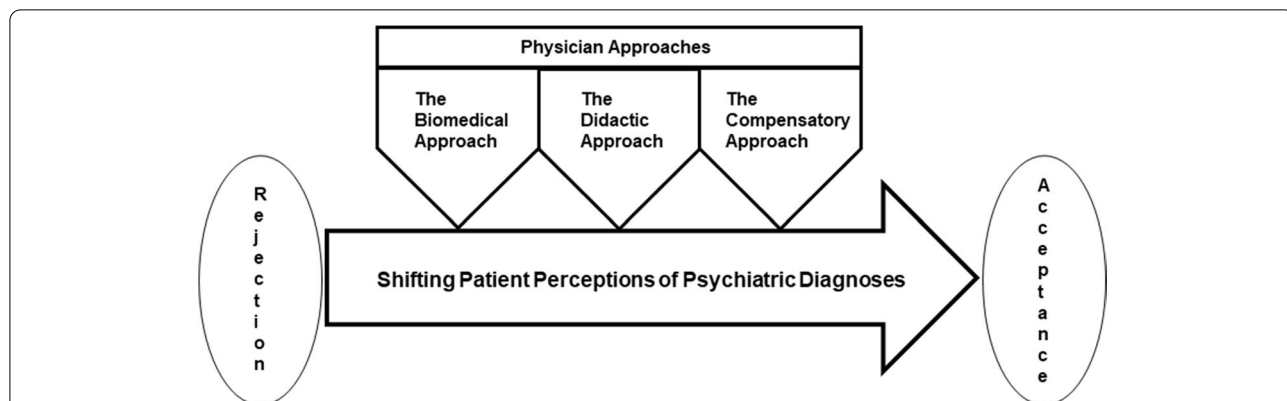 Physician Approaches
The
Biomedical
Approach
The
Didactic
Approach
The
Compensatory
Approach
Rejection
Shifting Patient Perceptions of Psychiatric Diagnoses
Acceptance